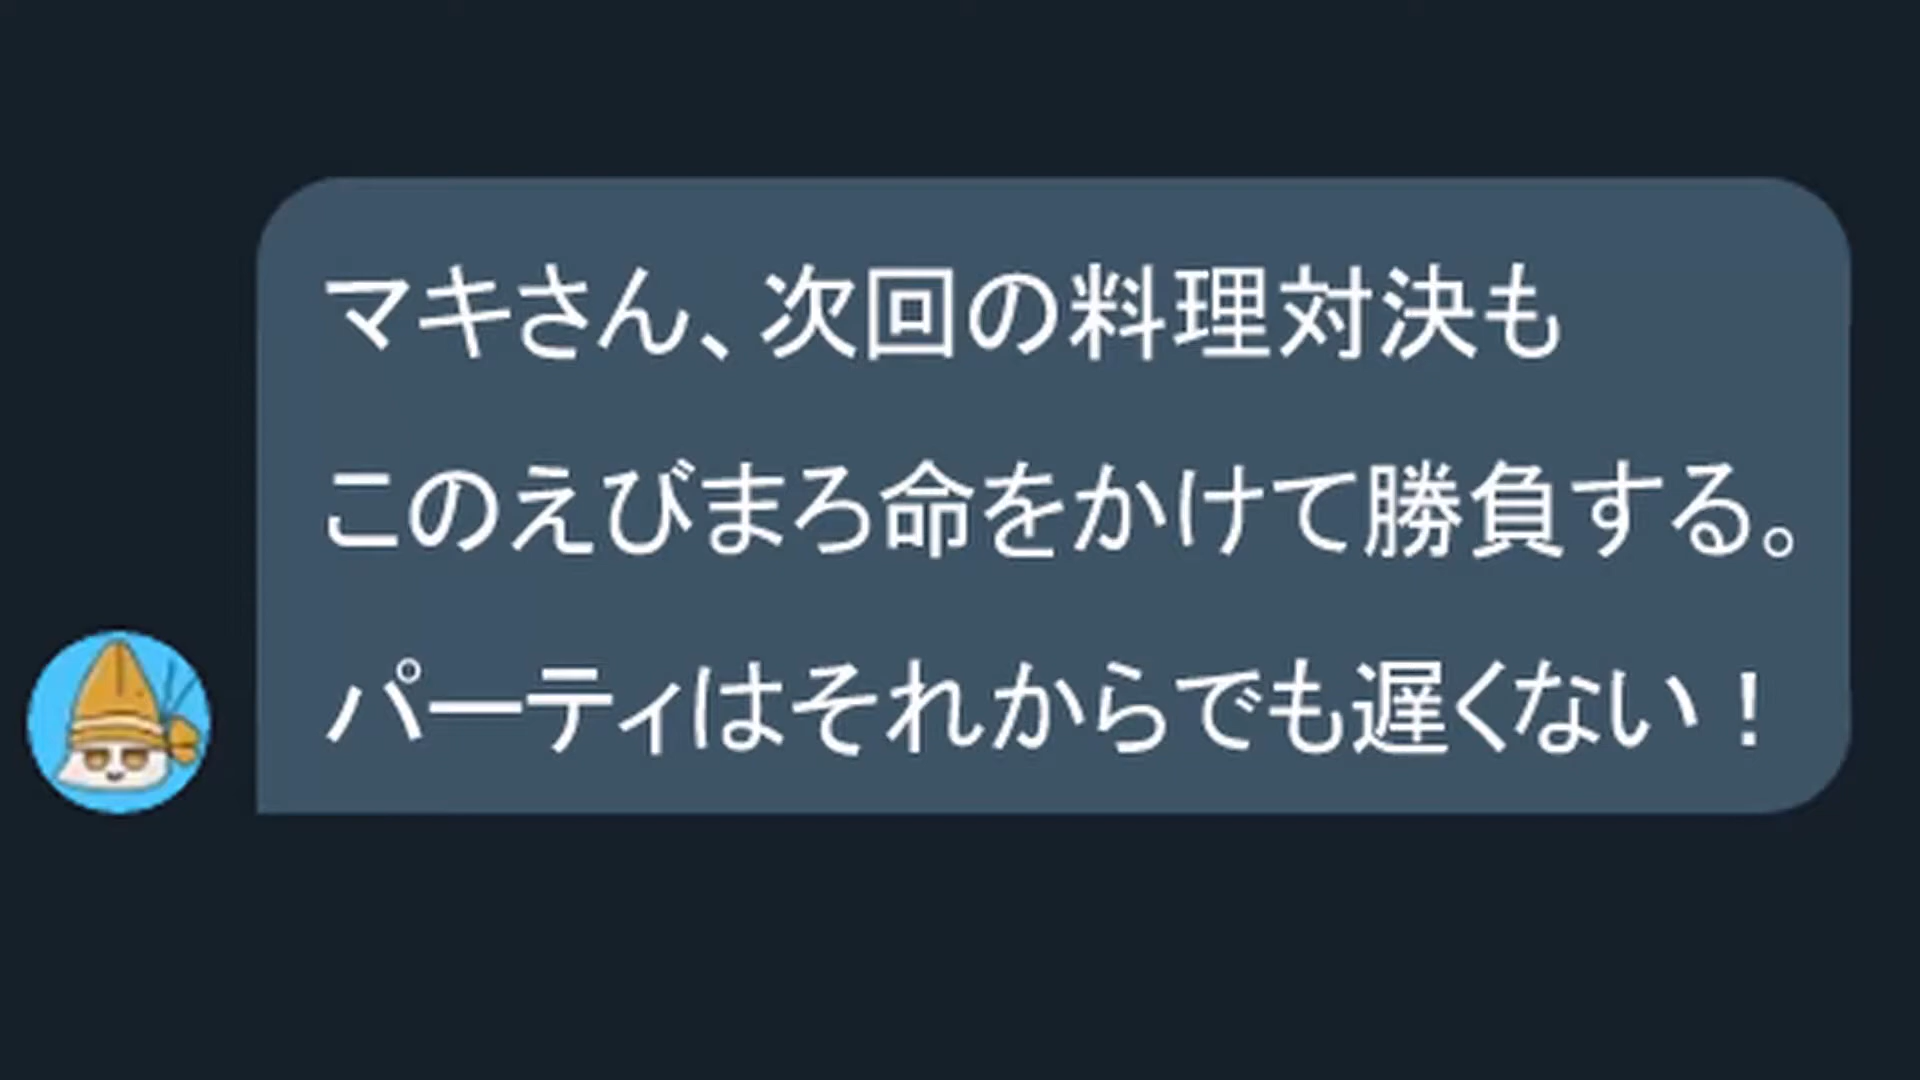 マキさん、次回の料理対決も
このえびまろ命をかけて勝負する。
パーティはそれからでも遅くない！